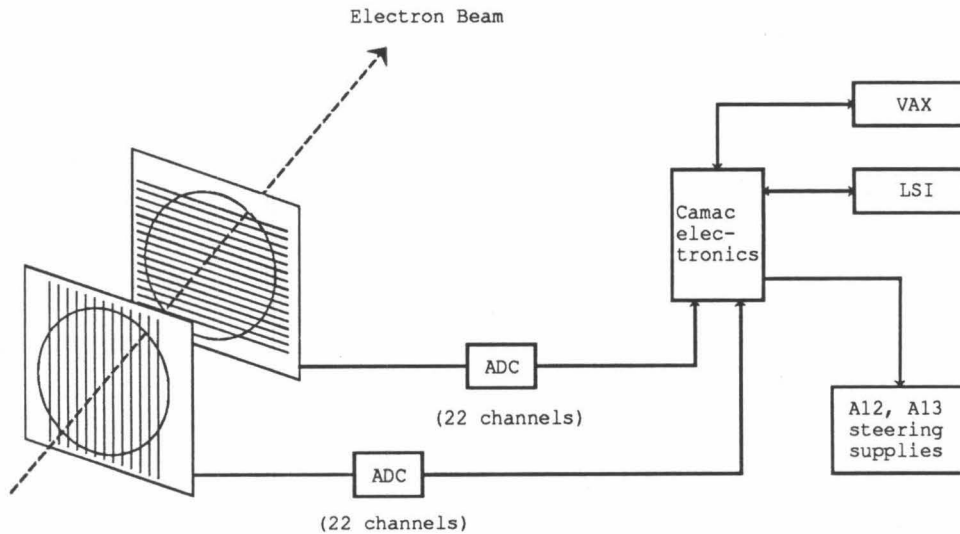 Electron Beam
VAX
LSI
Camac
elec-
tronics
ADC
(22 channels)
A12, A13
steering
supplies
ADC
(22 channels)